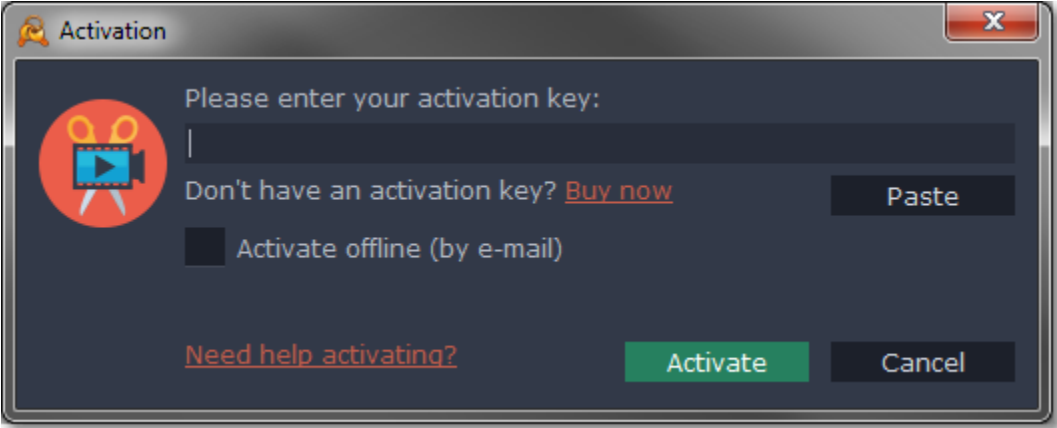 Activation
Please enter your activation key:
Don't have an activation key? Buy now
Paste
Activate offline (by e-mail)
Need help activating?
Activate
Cancel